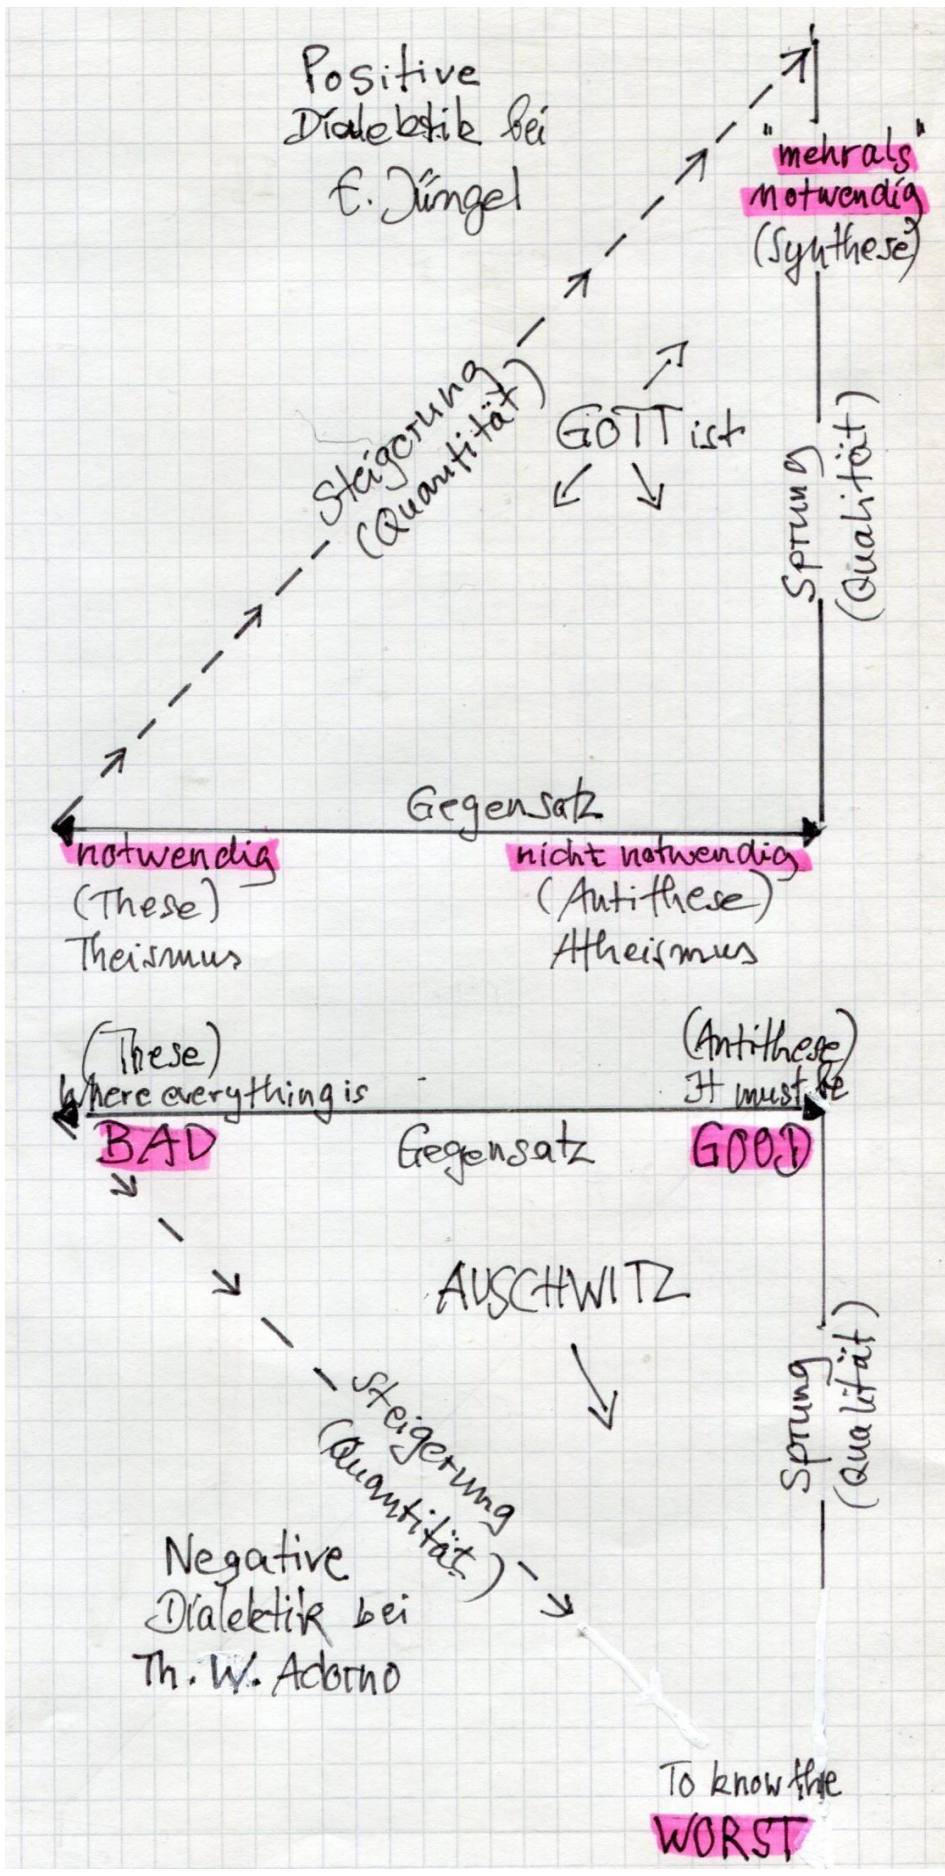 Positive
Dialektik bei
E. Jüngel
"mehr als"
notwendig
(Synthese)
Steigerung
(Quantität)
GOTT ist
Sprung
(Qualität)
Gegensatz
notwendig
nicht notwendig
(These)
(Antithese)
Theismus
Atheismus
(These)
(Antithese)
Where everything is
It must be
BAD
Gegensatz
GOOD
AUSCHWITZ
Steigerung
(Quantität)
Sprung
(Qualität)
Negative
Dialektik bei
Th. W. Adorno
To know the
WORST